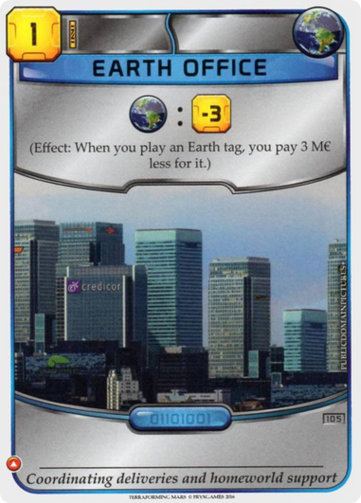 1
EARTH OFFICE
: -3
(Effect: When you play an Earth tag, you pay 3 M€
less for it.)
credicor
PUBLICDOMAINPICTURES
01101001
105
Coordinating deliveries and homeworld support
TERRAFORMING MARS © FRYXGAMES 2016